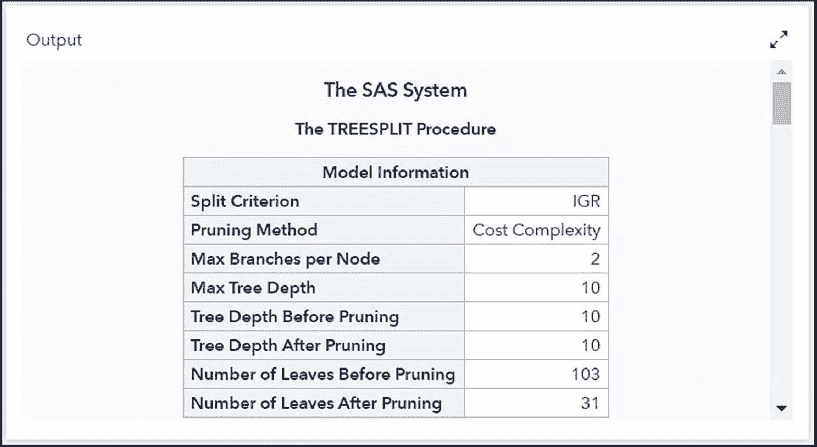 Output
The SAS System
The TREESPLIT Procedure
Model Information
Split Criterion IGR
Pruning Method Cost Complexity
Max Branches per Node 2
Max Tree Depth 10
Tree Depth Before Pruning 10
Tree Depth After Pruning 10
Number of Leaves Before Pruning 103
Number of Leaves After Pruning 31